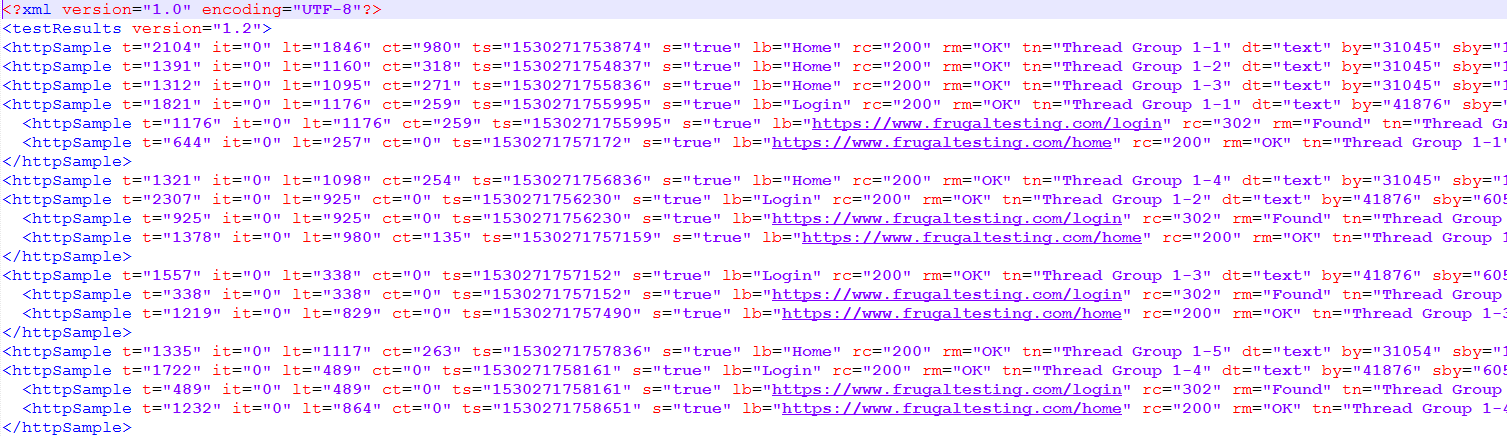 <?xml version="1.0" encoding="UTF-8"?>
<testResults version="1.2">
<httpSample t="2104" it="0" lt="1846" ct="980" ts="1530271753874" s="true" lb="Home" rc="200" rm="OK" tn="Thread Group 1-1" dt="text" by="31045" sby="1
<httpSample t="1391" it="0" lt="1160" ct="318" ts="1530271754837" s="true" lb="Home" rc="200" rm="OK" tn="Thread Group 1-2" dt="text" by="31045" sby="1
<httpSample t="1312" it="0" lt="1095" ct="271" ts="1530271755836" s="true" lb="Home" rc="200" rm="OK" tn="Thread Group 1-3" dt="text" by="31045" sby="1
<httpSample t="1821" it="0" lt="1176" ct="259" ts="1530271755995" s="true" lb="Login" rc="200" rm="OK" tn="Thread Group 1-1" dt="text" by="41876" sby=
<httpSample t="1176" it="0" lt="1176" ct="259" ts="1530271755995" s="true" lb="https://www.frugaltesting.com/login" rc="302" rm="Found" tn="Thread Gr
<httpSample t="644" it="0" lt="257" ct="0" ts="1530271757172" s="true" lb="https://www.frugaltesting.com/home" rc="200" rm="OK" tn="Thread Group 1-1"
</httpSample>
<httpSample t="1321" it="0" lt="1098" ct="254" ts="1530271756836" s="true" lb="Home" rc="200" rm="OK" tn="Thread Group 1-4" dt="text" by="31045" sby="1
<httpSample t="2307" it="0" lt="925" ct="0" ts="1530271756230" s="true" lb="Login" rc="200" rm="OK" tn="Thread Group 1-2" dt="text" by="41876" sby="605
<httpSample t="925" it="0" lt="925" ct="0" ts="1530271756230" s="true" lb="https://www.frugaltesting.com/login" rc="302" rm="Found" tn="Thread Group
<httpSample t="1378" it="0" lt="980" ct="135" ts="1530271757159" s="true" lb="https://www.frugaltesting.com/home" rc="200" rm="OK" tn="Thread Group 1
</httpSample>
<httpSample t="1557" it="0" lt="338" ct="0" ts="1530271757152" s="true" lb="Login" rc="200" rm="OK" tn="Thread Group 1-3" dt="text" by="41876" sby="605
<httpSample t="338" it="0" lt="338" ct="0" ts="1530271757152" s="true" lb="https://www.frugaltesting.com/login" rc="302" rm="Found" tn="Thread Group
<httpSample t="1219" it="0" lt="829" ct="0" ts="1530271757490" s="true" lb="https://www.frugaltesting.com/home" rc="200" rm="OK" tn="Thread Group 1-3
</httpSample>
<httpSample t="1335" it="0" lt="1117" ct="263" ts="1530271757836" s="true" lb="Home" rc="200" rm="OK" tn="Thread Group 1-5" dt="text" by="31054" sby="1
<httpSample t="1722" it="0" lt="489" ct="0" ts="1530271758161" s="true" lb="Login" rc="200" rm="OK" tn="Thread Group 1-4" dt="text" by="41876" sby="605
<httpSample t="489" it="0" lt="489" ct="0" ts="1530271758161" s="true" lb="https://www.frugaltesting.com/login" rc="302" rm="Found" tn="Thread Group
<httpSample t="1232" it="0" lt="864" ct="0" ts="1530271758651" s="true" lb="https://www.frugaltesting.com/home" rc="200" rm="OK" tn="Thread Group 1-4
</httpSample>